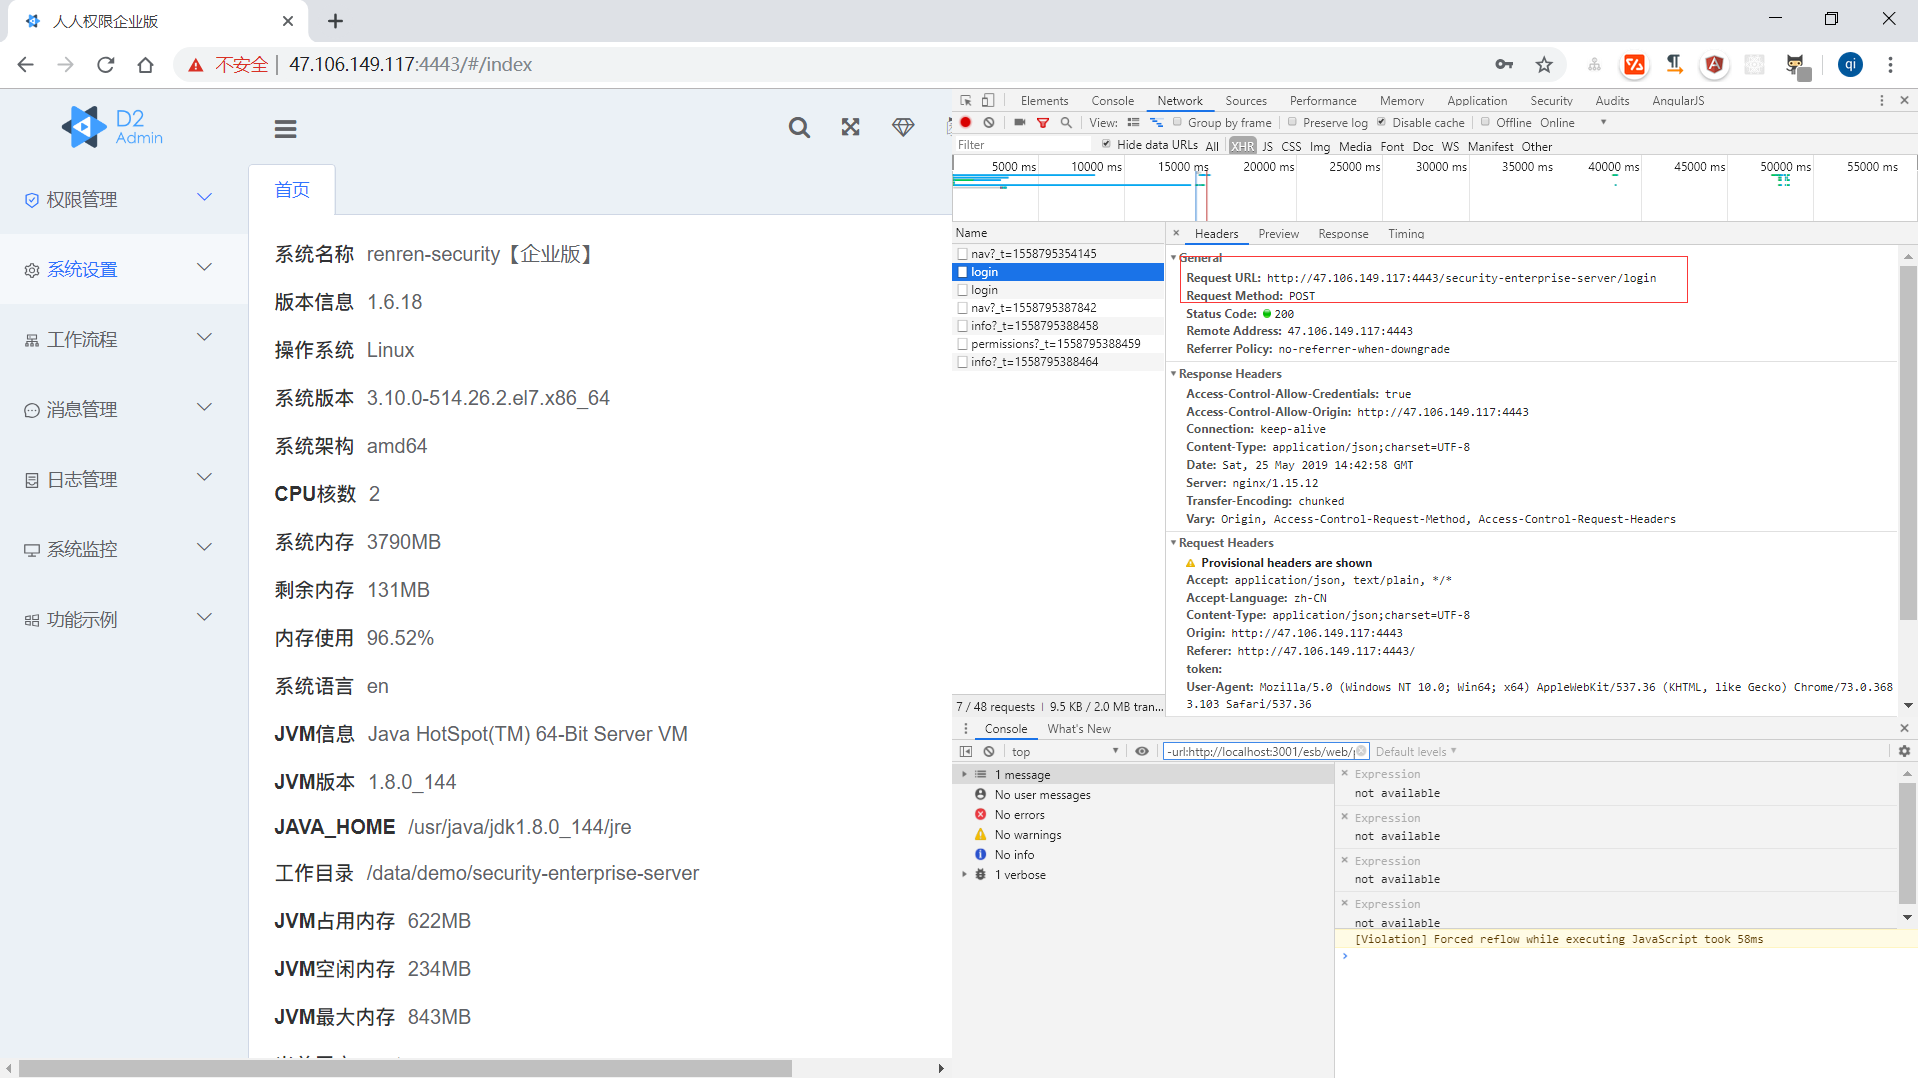 人人权限企业版
不安全 47.106.149.117:4443/#/index
qi
D2
Admin
权限管理
系统设置
工作流程
消息管理
日志管理
系统监控
功能示例
首页
系统名称 renren-security【企业版】
版本信息 1.6.18
操作系统 Linux
系统版本 3.10.0-514.26.2.el7.x86_64
系统架构 amd64
CPU核数 2
系统内存 3790MB
剩余内存 131MB
内存使用 96.52%
系统语言 en
JVM信息 Java HotSpot(TM) 64-Bit Server VM
JVM版本 1.8.0_144
JAVA_HOME /usr/java/jdk1.8.0_144/jre
工作目录 /data/demo/security-enterprise-server
JVM占用内存 622MB
JVM空闲内存 234MB
JVM最大内存 843MB
Elements Console Network Sources Performance Memory Application Security Audits AngularJS
View: Group by frame Preserve log Disable cache Offline Online
Filter Hide data URLs All XHR JS CSS Img Media Font Doc WS Manifest Other
5000 ms 10000 ms 15000 ms 20000 ms 25000 ms 30000 ms 35000 ms 40000 ms 45000 ms 50000 ms 55000 ms
Name
nav?_t=1558795354145
login
login
nav?_t=1558795387842
info?_t=1558795388458
permissions?_t=1558795388459
info?_t=1558795388464
7 / 48 requests 9.5 KB / 2.0 MB tran...
Headers Preview Response Timing
General
Request URL: http://47.106.149.117:4443/security-enterprise-server/login
Request Method: POST
Status Code: 200
Remote Address: 47.106.149.117:4443
Referrer Policy: no-referrer-when-downgrade
Response Headers
Access-Control-Allow-Credentials: true
Access-Control-Allow-Origin: http://47.106.149.117:4443
Connection: keep-alive
Content-Type: application/json;charset=UTF-8
Date: Sat, 25 May 2019 14:42:58 GMT
Server: nginx/1.15.12
Transfer-Encoding: chunked
Vary: Origin, Access-Control-Request-Method, Access-Control-Request-Headers
Request Headers
Provisional headers are shown
Accept: application/json, text/plain, */*
Accept-Language: zh-CN
Content-Type: application/json;charset=UTF-8
Origin: http://47.106.149.117:4443
Referer: http://47.106.149.117:4443/
token:
User-Agent: Mozilla/5.0 (Windows NT 10.0; Win64; x64) AppleWebKit/537.36 (KHTML, like Gecko) Chrome/73.0.368
3.103 Safari/537.36
Console What's New
top -url:http://localhost:3001/esb/web/ Default levels
1 message
No user messages
No errors
No warnings
No info
1 verbose
Expression
not available
Expression
not available
Expression
not available
Expression
not available
[Violation] Forced reflow while executing JavaScript took 58ms